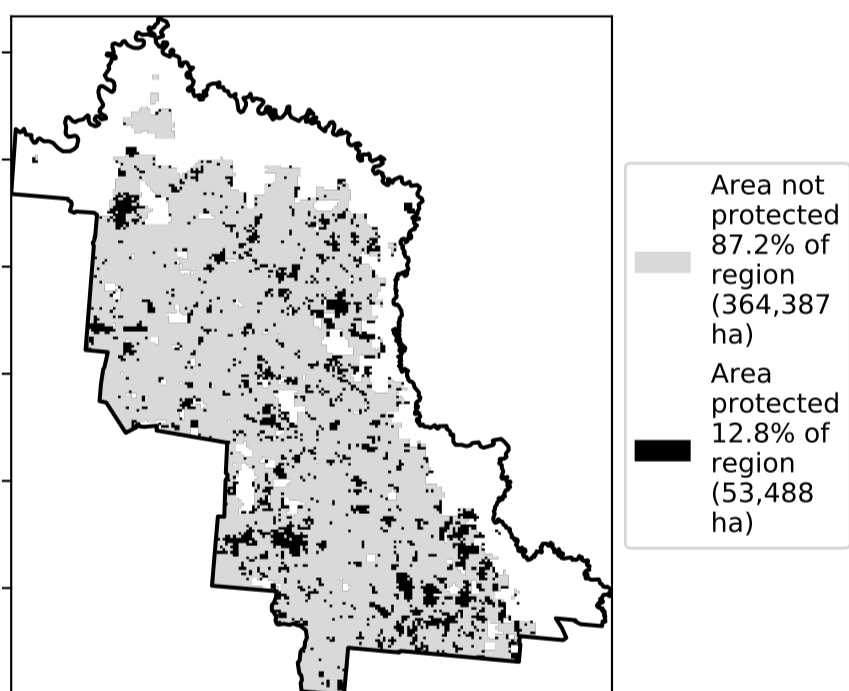 Area not
protected
87.2% of
region
(364,387
ha)
Area
protected
12.8% of
region
(53,488
ha)